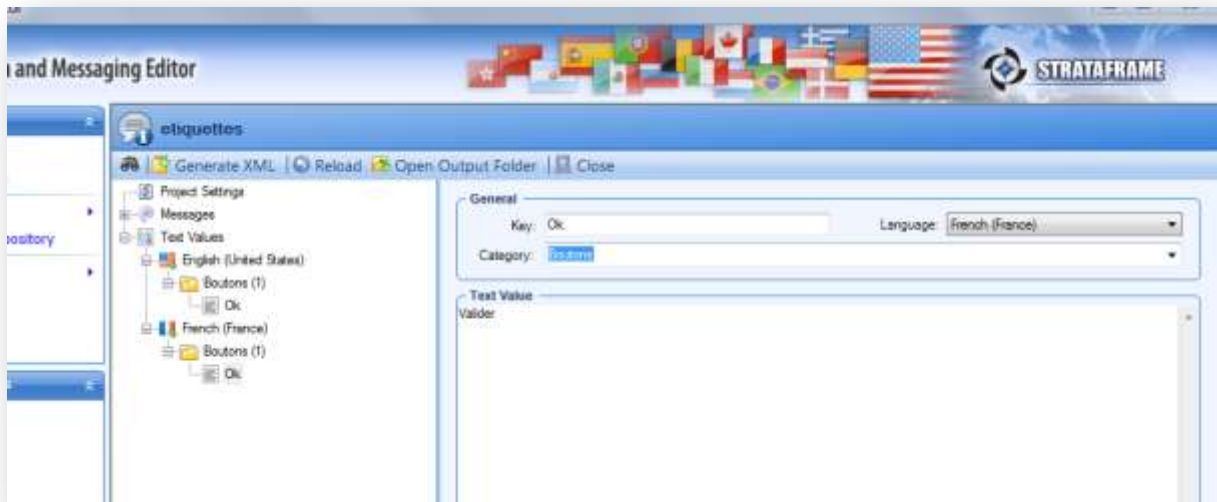 and Messaging Editor
STRATAFRAME
etiquettes
Generate XML | Reload Open Output Folder | Close
Project Settings
Messages
Text Values
English (United States)
Boutons (1)
Ok
French (France)
Boutons (1)
Ok
General
Key: Ok Language: French (France)
Category: Boutons
Text Value
Valider